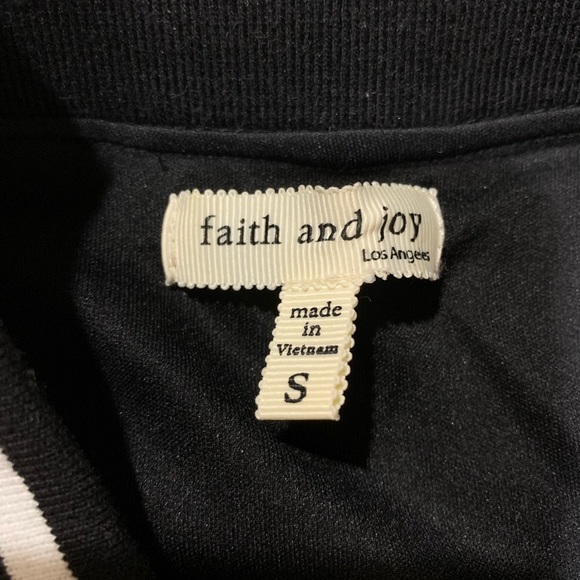 faith and joy
Los Angeles
made
in
Vietnam
S